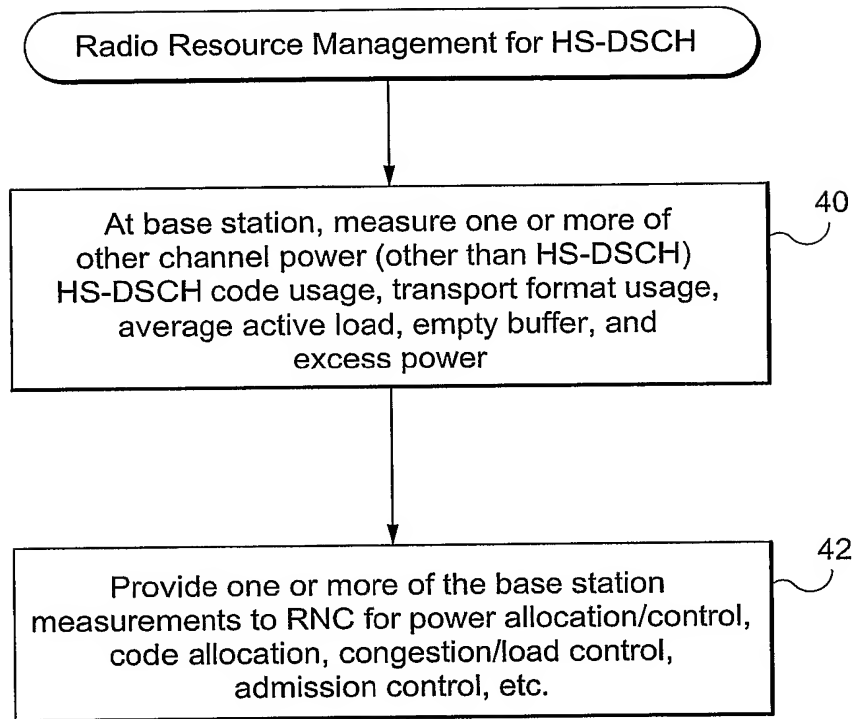 Radio Resource Management for HS-DSCH
At base station, measure one or more of
other channel power (other than HS-DSCH)
HS-DSCH code usage, transport format usage,
average active load, empty buffer, and
excess power
40
Provide one or more of the base station
measurements to RNC for power allocation/control,
code allocation, congestion/load control,
admission control, etc.
42